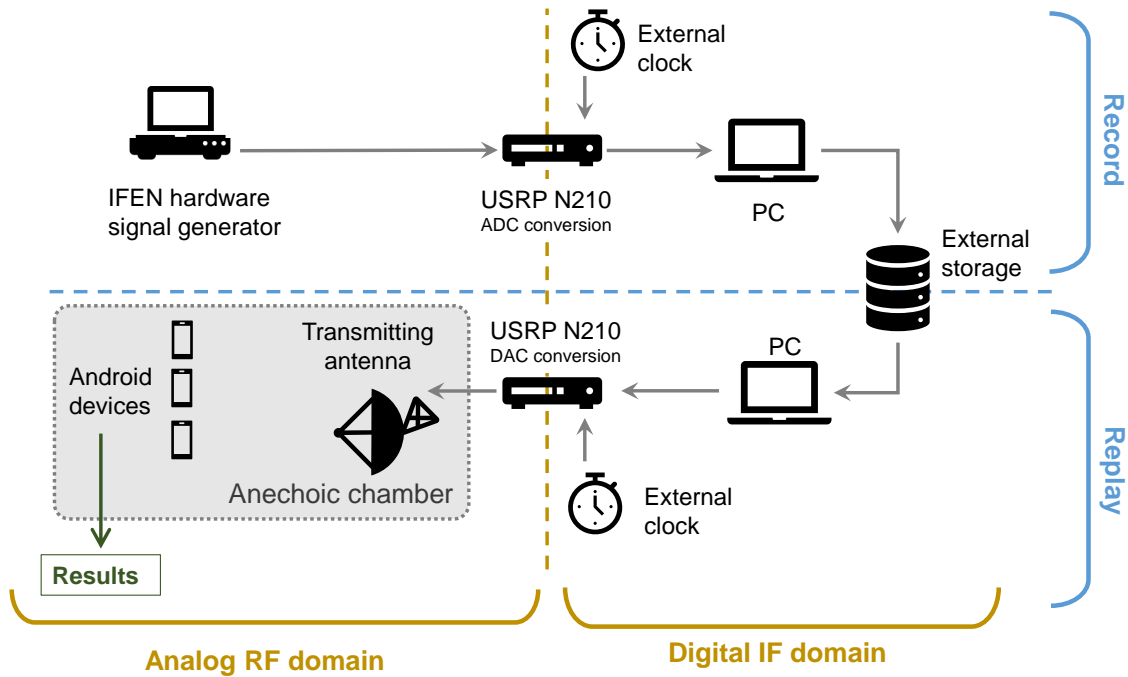 External
clock
IFEN hardware
signal generator
USRP N210
ADC conversion
PC
External
storage
Record
Transmitting
antenna
Android
devices
Anechoic chamber
USRP N210
DAC conversion
PC
External
clock
Replay
Results
Analog RF domain
Digital IF domain